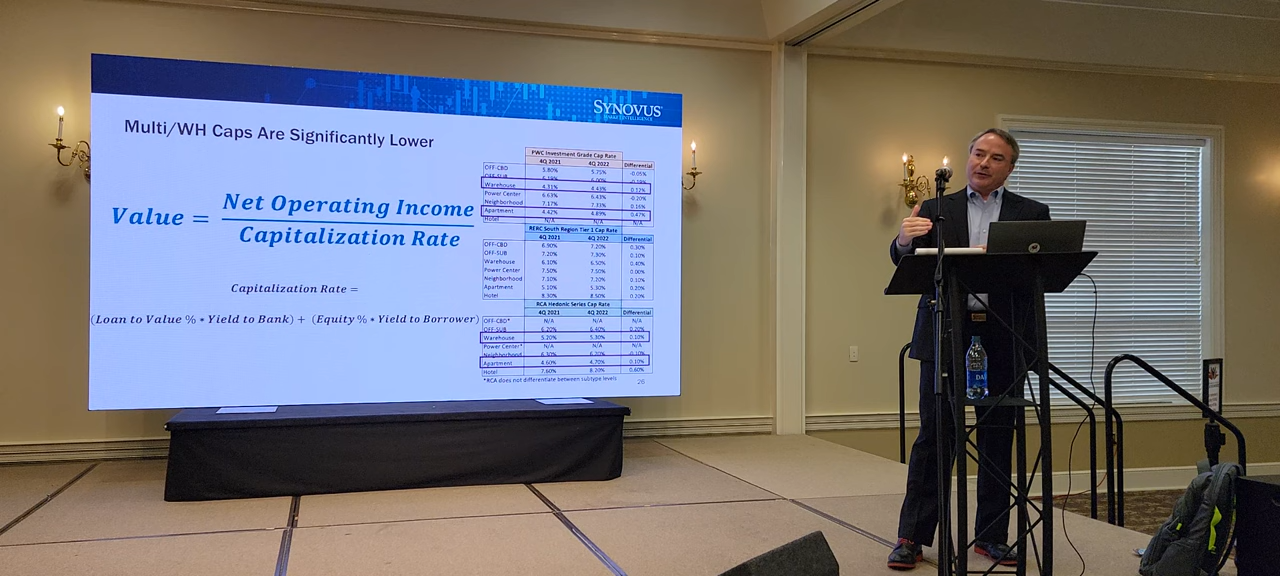 SYNOVUS
MARKET INTELLIGENCE
Multi/WH Caps Are Significantly Lower
Value = Net Operating Income
Capitalization Rate
Capitalization Rate =
(Loan to Value % * Yield to Bank) + (Equity % * Yield to Borrower)
PWC Investment Grade Cap Rate
4Q 2021 4Q 2022 Differential
OFF-CBD 5.80% 5.75% -0.05%
OFF-SUB 6.00%
Warehouse 4.31% 4.43% 0.12%
Power Center 6.63% 6.43% -0.20%
Neighborhood 7.17% 7.33% 0.16%
Apartment 4.42% 4.89% 0.47%
Hotel N/A N/A N/A
RERC South Region Tier 1 Cap Rate
4Q 2021 4Q 2022 Differential
OFF-CBD 6.90% 7.20% 0.30%
OFF-SUB 7.20% 7.30% 0.10%
Warehouse 6.10% 6.50% 0.40%
Power Center 7.50% 7.50% 0.00%
Neighborhood 7.10% 7.20% 0.10%
Apartment 5.10% 5.30% 0.20%
Hotel 8.30% 8.50% 0.20%
RCA Hedonic Series Cap Rate
4Q 2021 4Q 2022 Differential
OFF-CBD* N/A N/A N/A
OFF-SUB 6.20% 6.40% 0.20%
Warehouse 5.20% 5.30% 0.10%
Power Center* N/A N/A N/A
Neighborhood 6.30% 0.10%
Apartment 4.60% 4.70% 0.10%
Hotel 7.60% 8.20% 0.60%
*RCA does not differentiate between subtype levels
26